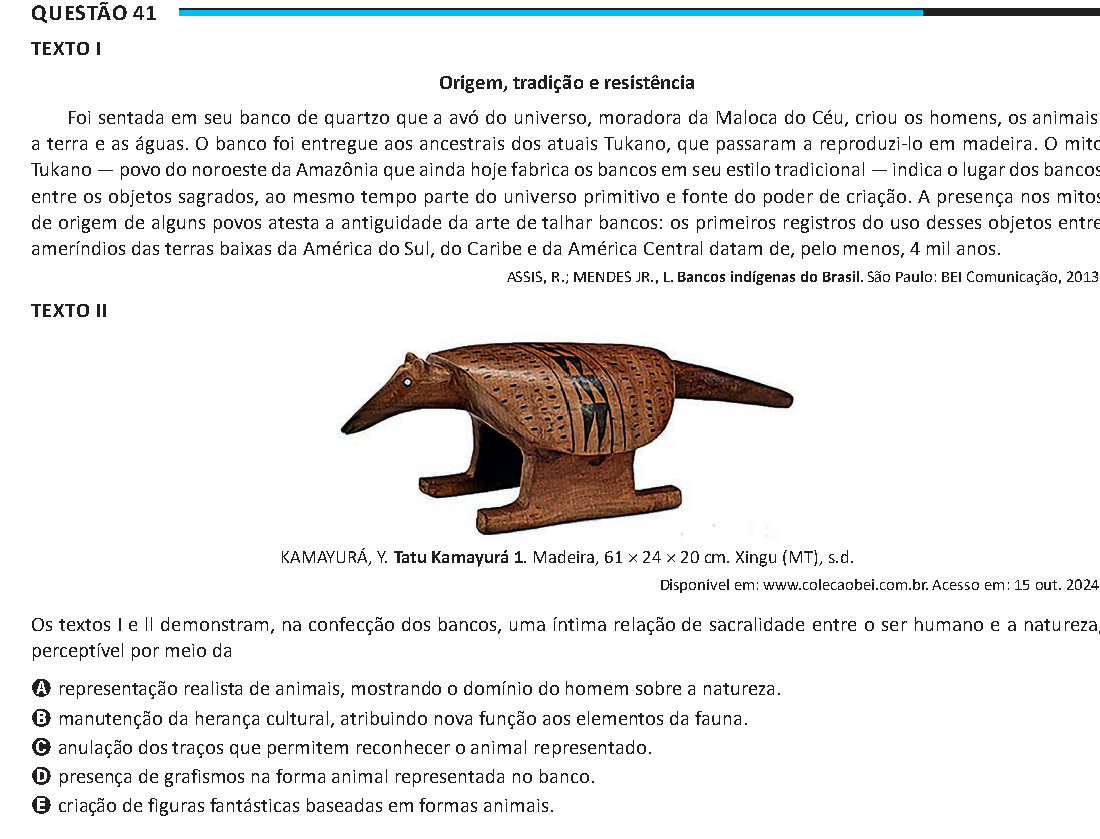 QUESTÃO 41
TEXTO I
Origem, tradição e resistência
Foi sentada em seu banco de quartzo que a avó do universo, moradora da Maloca do Céu, criou os homens, os animais
a terra e as águas. O banco foi entregue aos ancestrais dos atuais Tukano, que passaram a reproduzi-lo em madeira. O mito
Tukano — povo do noroeste da Amazônia que ainda hoje fabrica os bancos em seu estilo tradicional — indica o lugar dos bancos
entre os objetos sagrados, ao mesmo tempo parte do universo primitivo e fonte do poder de criação. A presença nos mitos
de origem de alguns povos atesta a antiguidade da arte de talhar bancos: os primeiros registros do uso desses objetos entre
ameríndios das terras baixas da América do Sul, do Caribe e da América Central datam de, pelo menos, 4 mil anos.
ASSIS, R.; MENDES JR., L. Bancos indígenas do Brasil. São Paulo: BEI Comunicação, 2013
TEXTO II
KAMAYURÁ, Y. Tatu Kamayurá 1. Madeira, 61 × 24 × 20 cm. Xingu (MT), s.d.
Disponível em: www.colecaobei.com.br. Acesso em: 15 out. 2024
Os textos I e II demonstram, na confecção dos bancos, uma íntima relação de sacralidade entre o ser humano e a natureza,
perceptível por meio da
A representação realista de animais, mostrando o domínio do homem sobre a natureza.
B manutenção da herança cultural, atribuindo nova função aos elementos da fauna.
C anulação dos traços que permitem reconhecer o animal representado.
D presença de grafismos na forma animal representada no banco.
E criação de figuras fantásticas baseadas em formas animais.